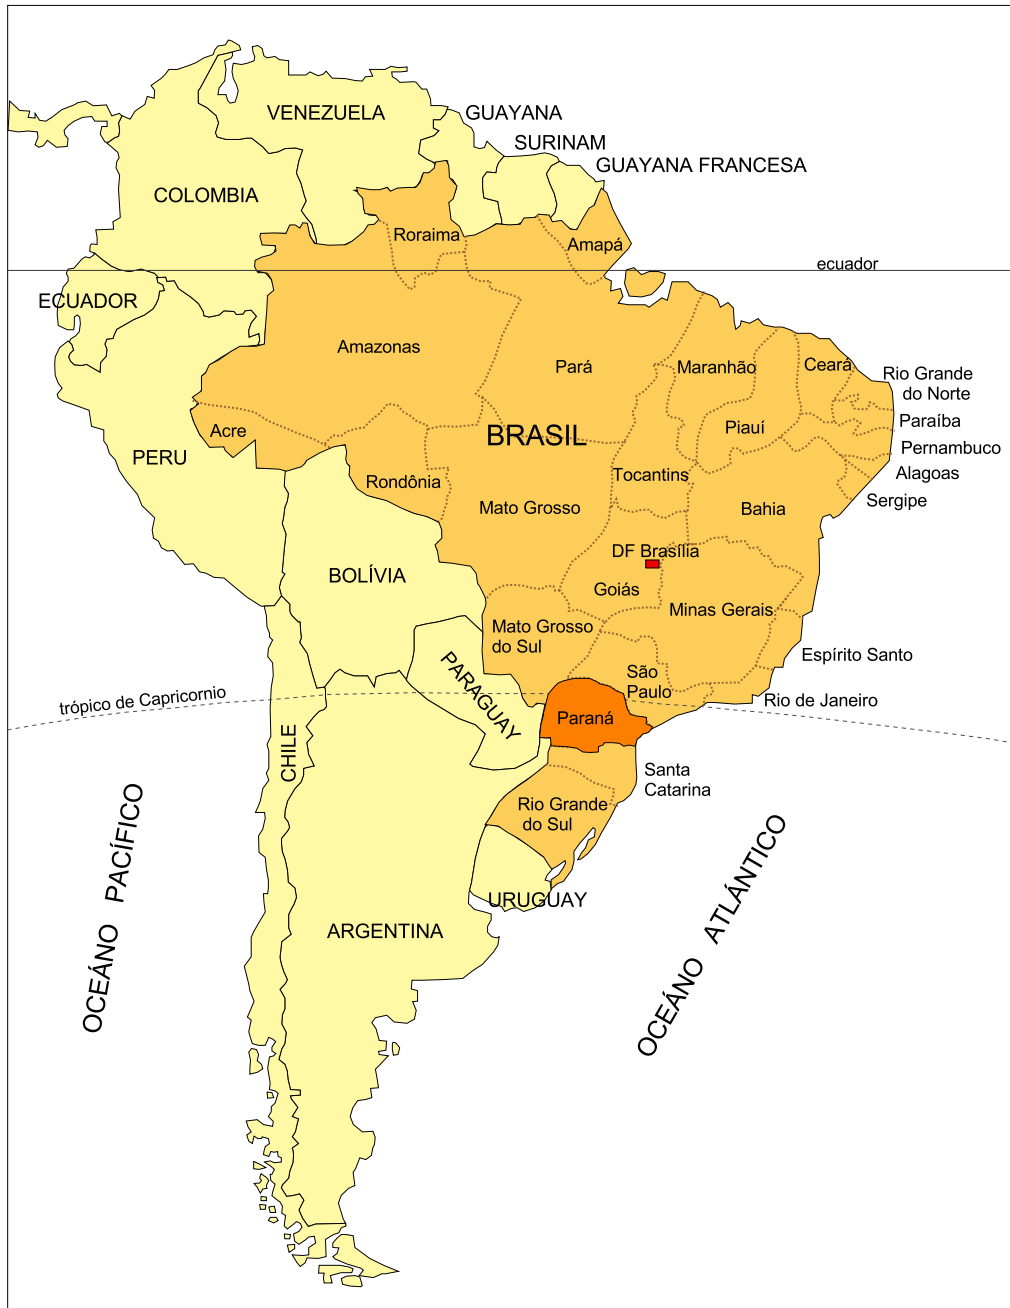 VENEZUELA
GUAYANA
SURINAM
GUAYANA FRANCESA
COLOMBIA
Roraima
Amapá
ecuador
ECUADOR
Amazonas
Pará
Maranhão
Ceará
Rio Grande
do Norte
Paraíba
Pernambuco
Alagoas
Sergipe
Acre
BRASIL
Piauí
PERU
Rondônia
Tocantins
Mato Grosso
Bahia
DF Brasília
BOLÍVIA
Goiás
Minas Gerais
Mato Grosso
do Sul
Espírito Santo
PARAGUAY
São
Paulo
Rio de Janeiro
trópico de Capricornio
Paraná
CHILE
Santa
Catarina
Rio Grande
do Sul
OCEÁNO PACÍFICO
OCEÁNO ATLÁNTICO
URUGUAY
ARGENTINA